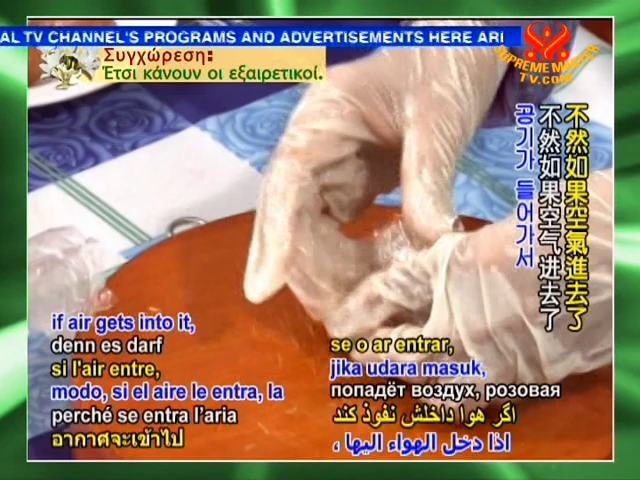 AL TV CHANNEL'S PROGRAMS AND ADVERTISEMENTS HERE ARE
Συγχώρεση:
Έτσι κάνουν οι εξαιρετικοί.
SUPREME MASTER
TV.COM
不然如果空氣進去了
不然如果空气进去了
공기가 들어가서
if air gets into it,
denn es darf
si l'air entre,
modo, si el aire le entra, la
perché se entra l'aria
อากาศจะเข้าไป
se o ar entrar,
jika udara masuk,
попадёт воздух, розовая
اگر هوا داخلش نفوذ کند
اذا دخل الهواء اليها ،